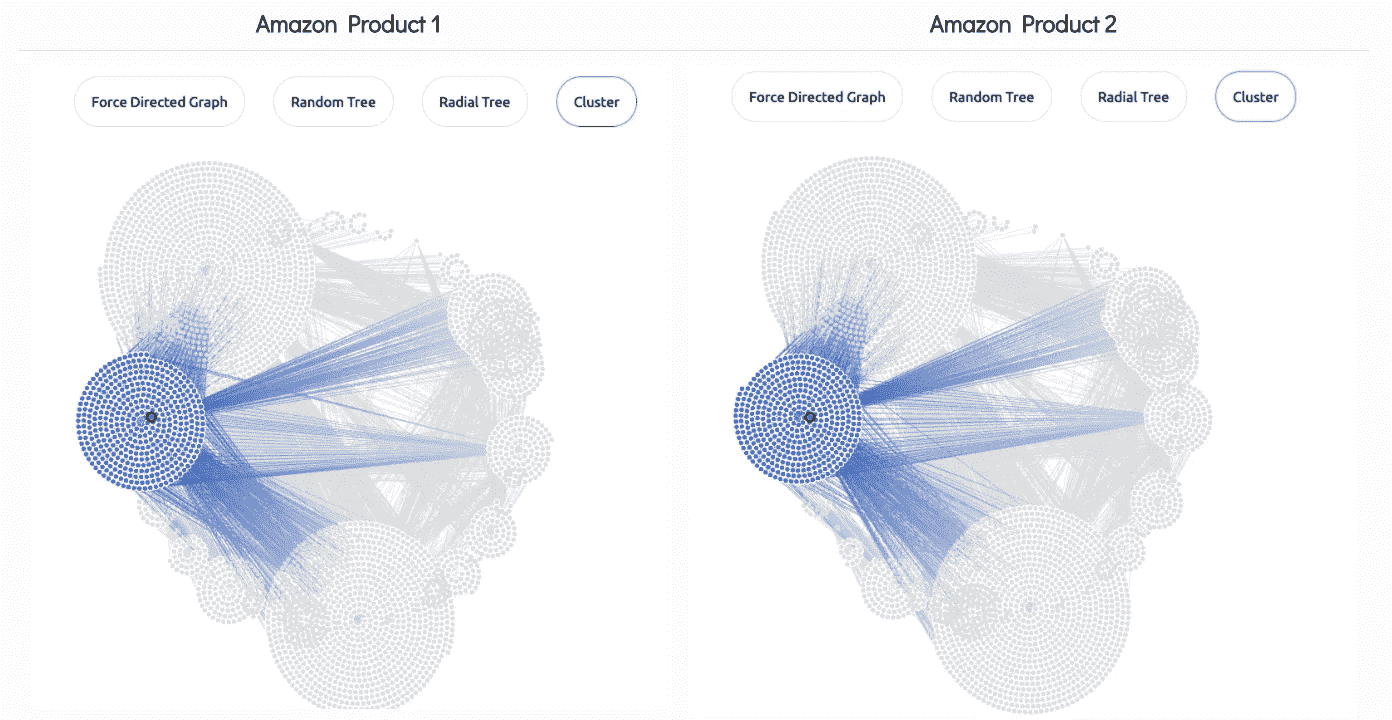 Amazon Product 1
Amazon Product 2
Force Directed Graph Random Tree Radial Tree Cluster
Force Directed Graph Random Tree Radial Tree Cluster